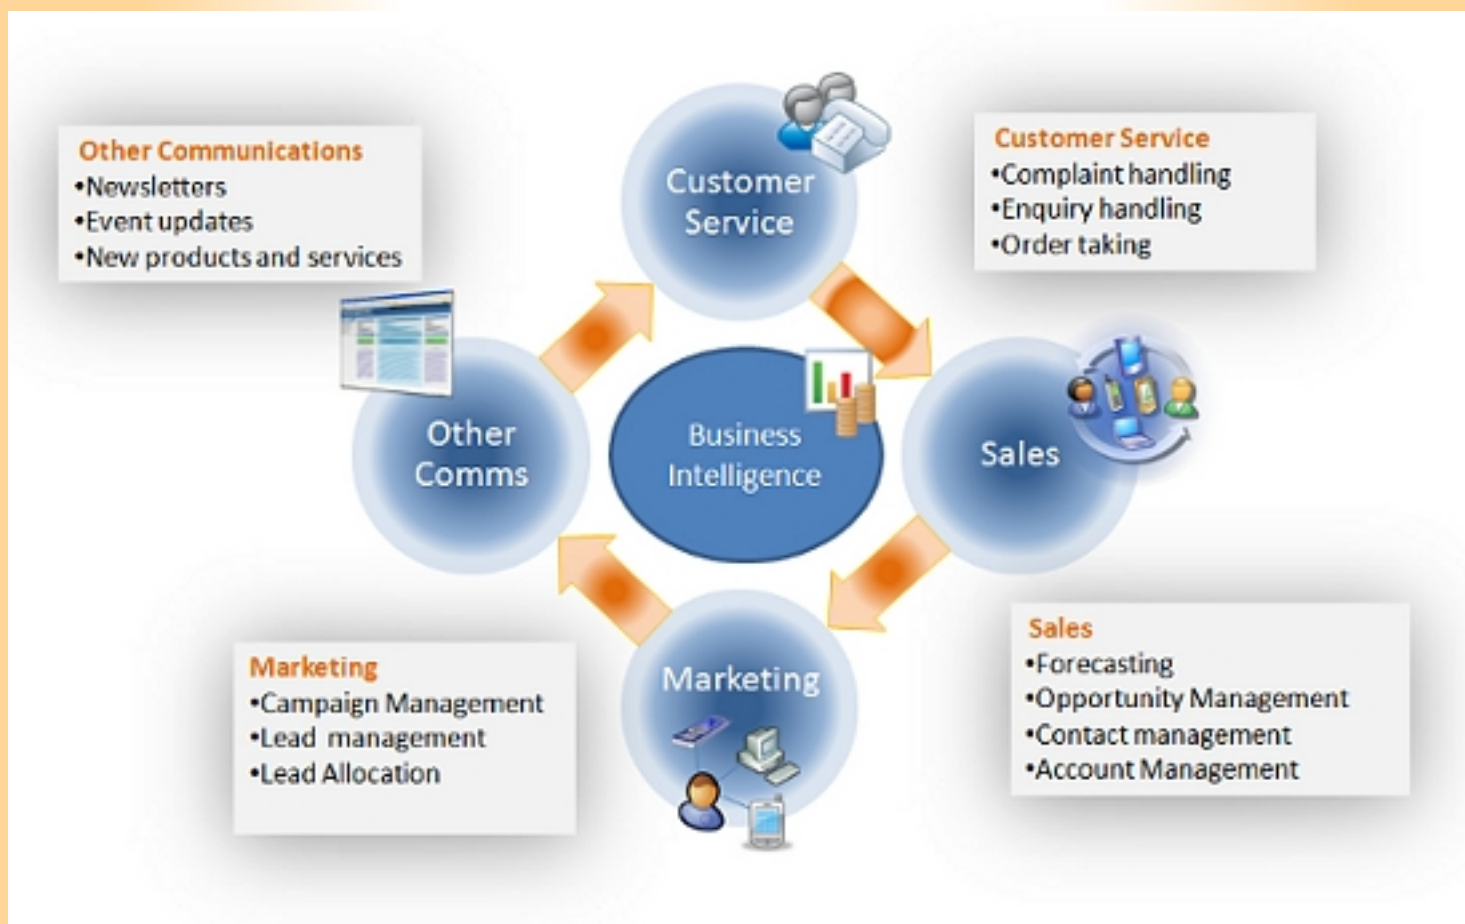 Other Communications
•Newsletters
•Event updates
•New products and services
Customer
Service
Customer Service
•Complaint handling
•Enquiry handling
•Order taking
Other
Comms
Business
Intelligence
Sales
Marketing
•Campaign Management
•Lead management
•Lead Allocation
Marketing
Sales
•Forecasting
•Opportunity Management
•Contact management
•Account Management